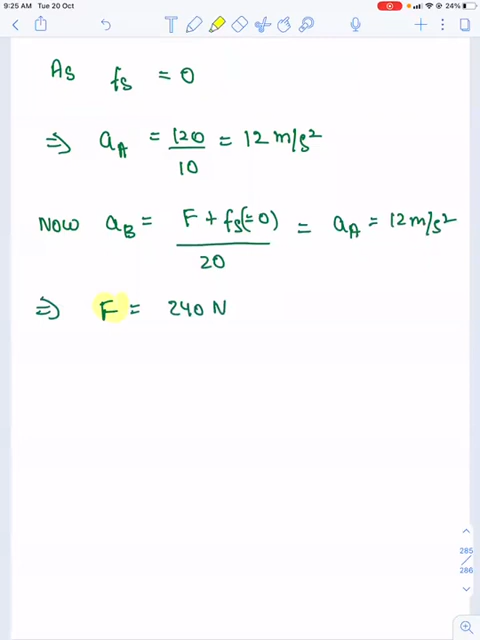 9:25 AM Tue 20 Oct
24%
As fs = 0
⇒ aA = 120/10 = 12 m/s²
Now aB = F + fs(=0)/20 = aA = 12 m/s²
⇒ F = 240 N
285
/
286